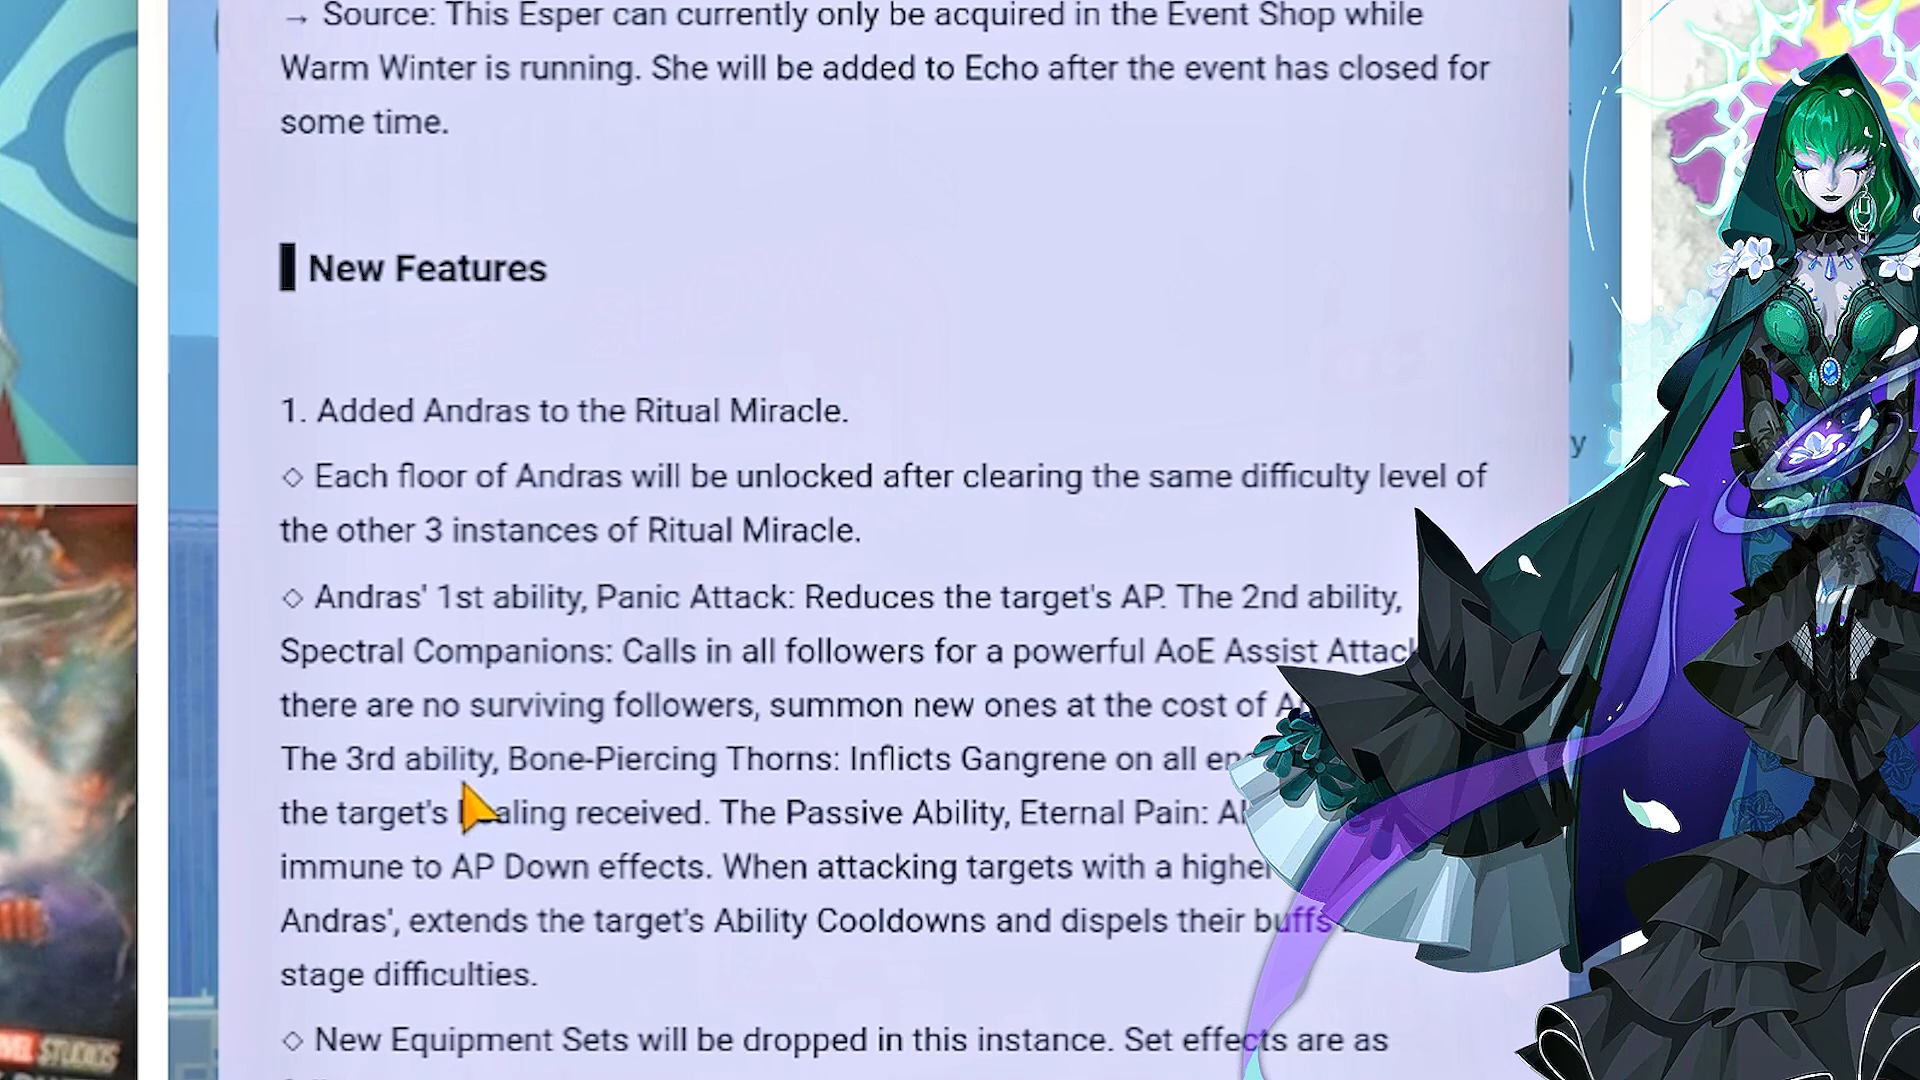 → Source: This Esper can currently only be acquired in the Event Shop while
Warm Winter is running. She will be added to Echo after the event has closed for
some time.
New Features
1. Added Andras to the Ritual Miracle.
◇ Each floor of Andras will be unlocked after clearing the same difficulty level of
the other 3 instances of Ritual Miracle.
◇ Andras' 1st ability, Panic Attack: Reduces the target's AP. The 2nd ability,
Spectral Companions: Calls in all followers for a powerful AoE Assist Attack
there are no surviving followers, summon new ones at the cost of
The 3rd ability, Bone-Piercing Thorns: Inflicts Gangrene on all
the target's received. The Passive Ability, Eternal Pain:
immune to AP Down effects. When attacking targets with a higher
Andras', extends the target's Ability Cooldowns and dispels their buffs
stage difficulties.
◇ New Equipment Sets will be dropped in this instance. Set effects are as
y
STUDIOS